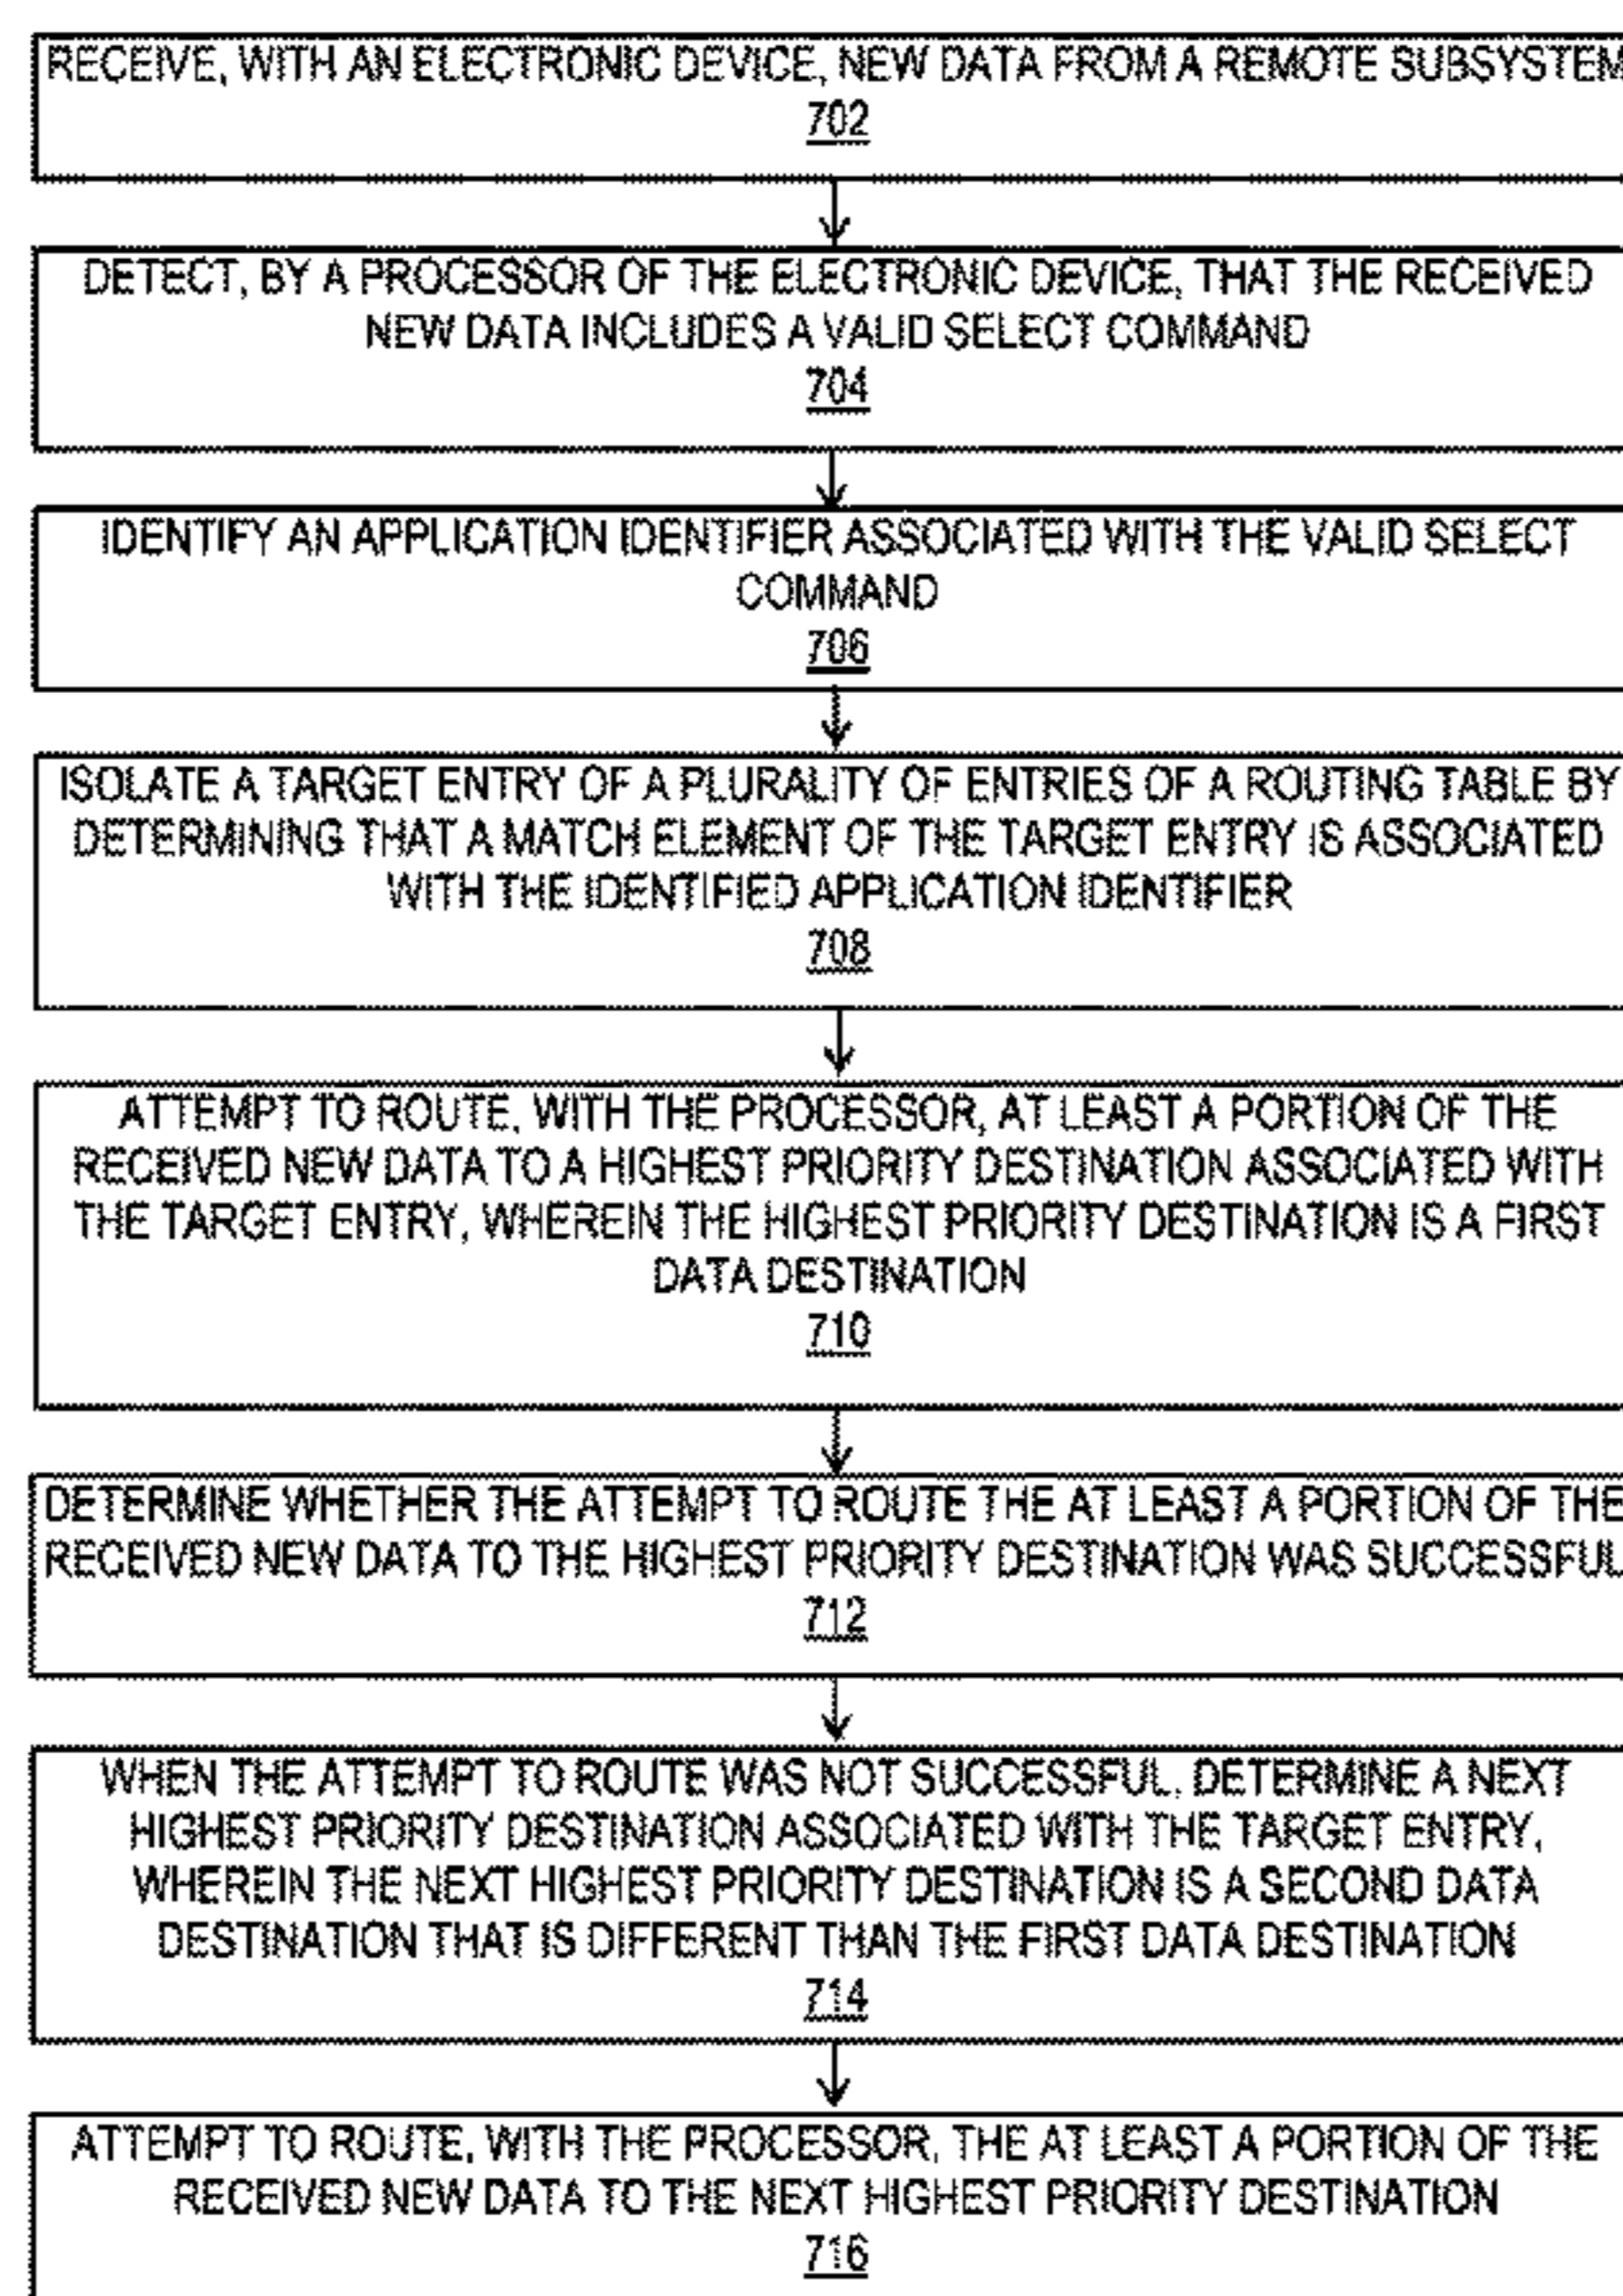 RECEIVE, WITH AN ELECTRONIC DEVICE, NEW DATA FROM A REMOTE SUBSYSTEM
702
DETECT, BY A PROCESSOR OF THE ELECTRONIC DEVICE, THAT THE RECEIVED
NEW DATA INCLUDES A VALID SELECT COMMAND
704
IDENTIFY AN APPLICATION IDENTIFIER ASSOCIATED WITH THE VALID SELECT
COMMAND
706
ISOLATE A TARGET ENTRY OF A PLURALITY OF ENTRIES OF A ROUTING TABLE BY
DETERMINING THAT A MATCH ELEMENT OF THE TARGET ENTRY IS ASSOCIATED
WITH THE IDENTIFIED APPLICATION IDENTIFIER
708
ATTEMPT TO ROUTE, WITH THE PROCESSOR, AT LEAST A PORTION OF THE
RECEIVED NEW DATA TO A HIGHEST PRIORITY DESTINATION ASSOCIATED WITH
THE TARGET ENTRY, WHEREIN THE HIGHEST PRIORITY DESTINATION IS A FIRST
DATA DESTINATION
710
DETERMINE WHETHER THE ATTEMPT TO ROUTE THE AT LEAST A PORTION OF THE
RECEIVED NEW DATA TO THE HIGHEST PRIORITY DESTINATION WAS SUCCESSFUL
712
WHEN THE ATTEMPT TO ROUTE WAS NOT SUCCESSFUL, DETERMINE A NEXT
HIGHEST PRIORITY DESTINATION ASSOCIATED WITH THE TARGET ENTRY,
WHEREIN THE NEXT HIGHEST PRIORITY DESTINATION IS A SECOND DATA
DESTINATION THAT IS DIFFERENT THAN THE FIRST DATA DESTINATION
714
ATTEMPT TO ROUTE, WITH THE PROCESSOR, THE AT LEAST A PORTION OF THE
RECEIVED NEW DATA TO THE NEXT HIGHEST PRIORITY DESTINATION
716